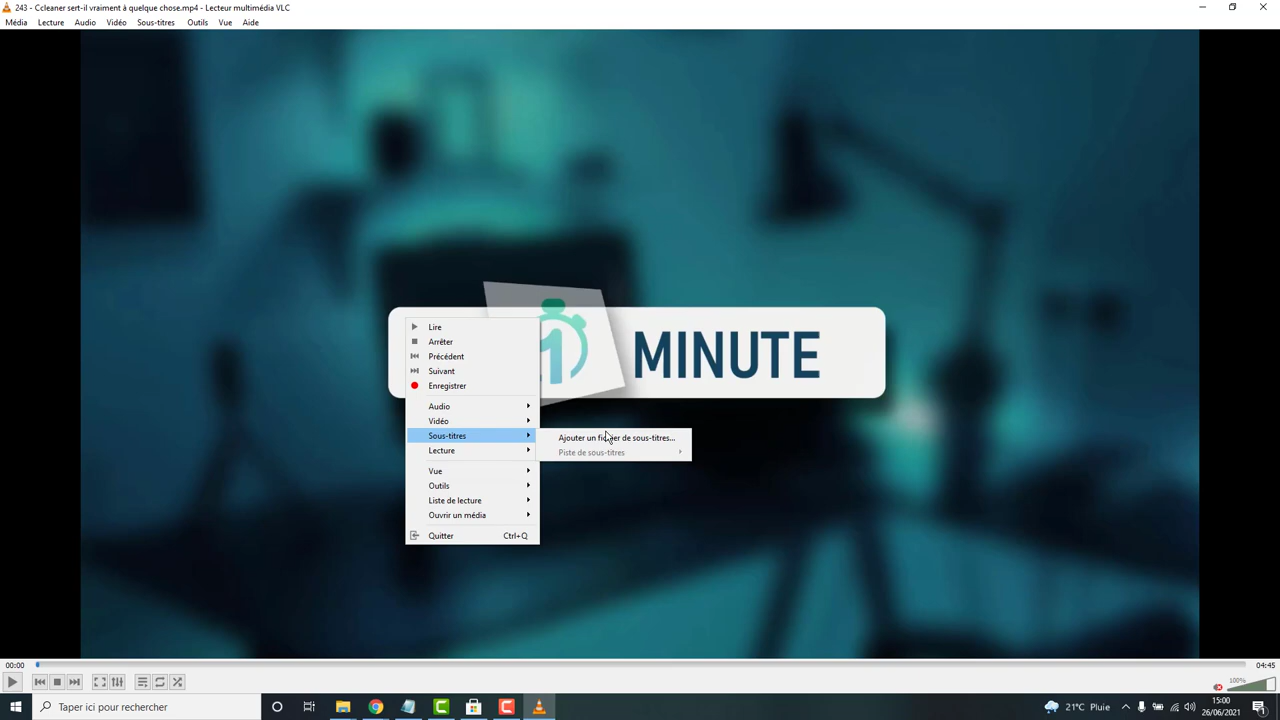 243 - Ccleaner sert-il vraiment à quelque chose.mp4 - Lecteur multimédia VLC
Média Lecture Audio Vidéo Sous-titres Outils Vue Aide
1 MINUTE
Lire
Arrêter
Précédent
Suivant
Enregistrer
Audio
Vidéo
Sous-titres
Ajouter un fichier de sous-titres...
Piste de sous-titres
Lecture
Vue
Outils
Liste de lecture
Ouvrir un média
Quitter Ctrl+Q
00:00 04:45
100%
Taper ici pour rechercher
21°C Pluie
15:00
26/06/2021
1